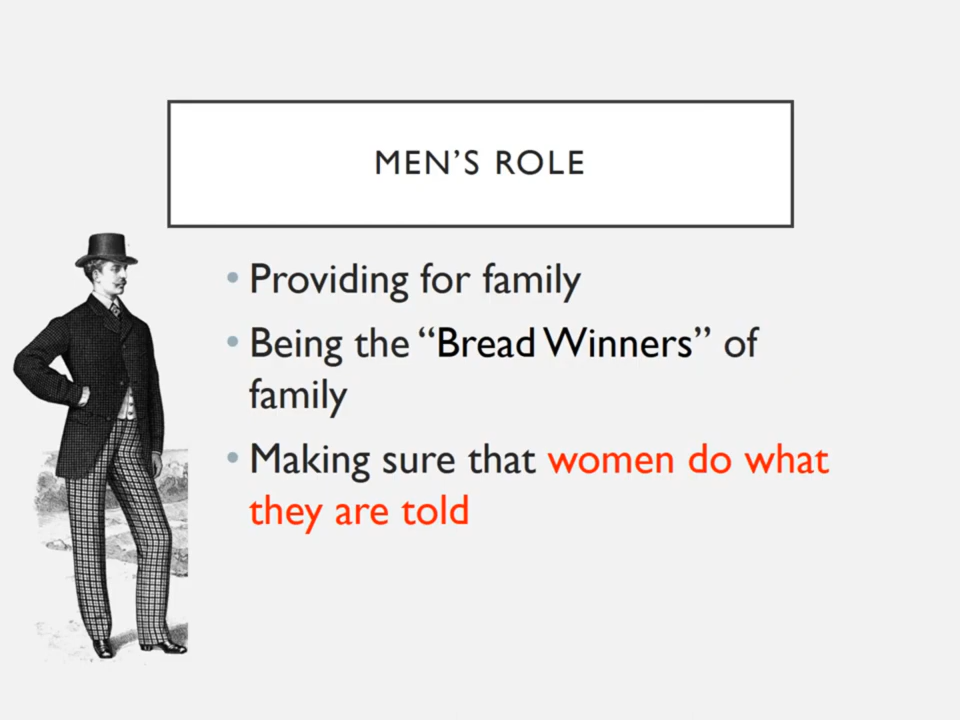 MEN'S ROLE
• Providing for family
• Being the “Bread Winners” of
family
• Making sure that women do what
they are told